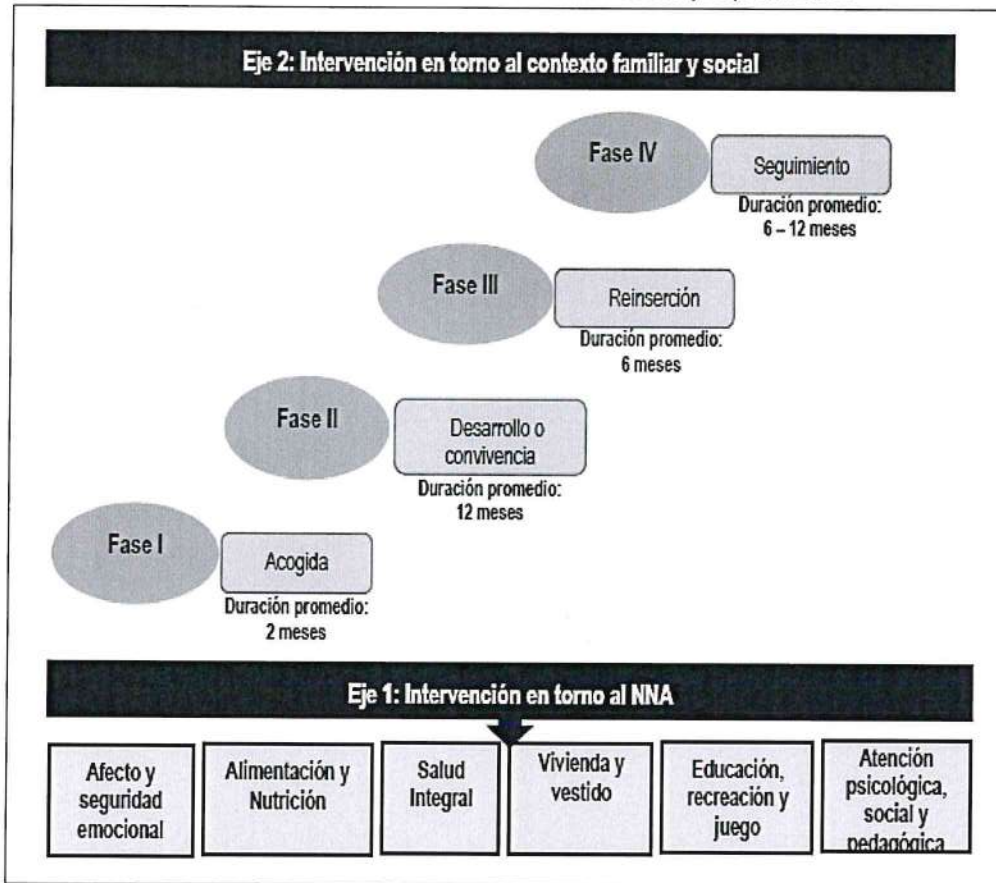 Eje 2: Intervención en torno al contexto familiar y social
Fase IV
Seguimiento
Duración promedio:
6 – 12 meses
Fase III
Reinserción
Duración promedio:
6 meses
Fase II
Desarrollo o
convivencia
Duración promedio:
12 meses
Fase I
Acogida
Duración promedio:
2 meses
Eje 1: Intervención en torno al NNA
Afecto y
seguridad
emocional
Alimentación y
Nutrición
Salud
Integral
Vivienda y
vestido
Educación,
recreación y
juego
Atención
psicológica,
social y
pedagógica